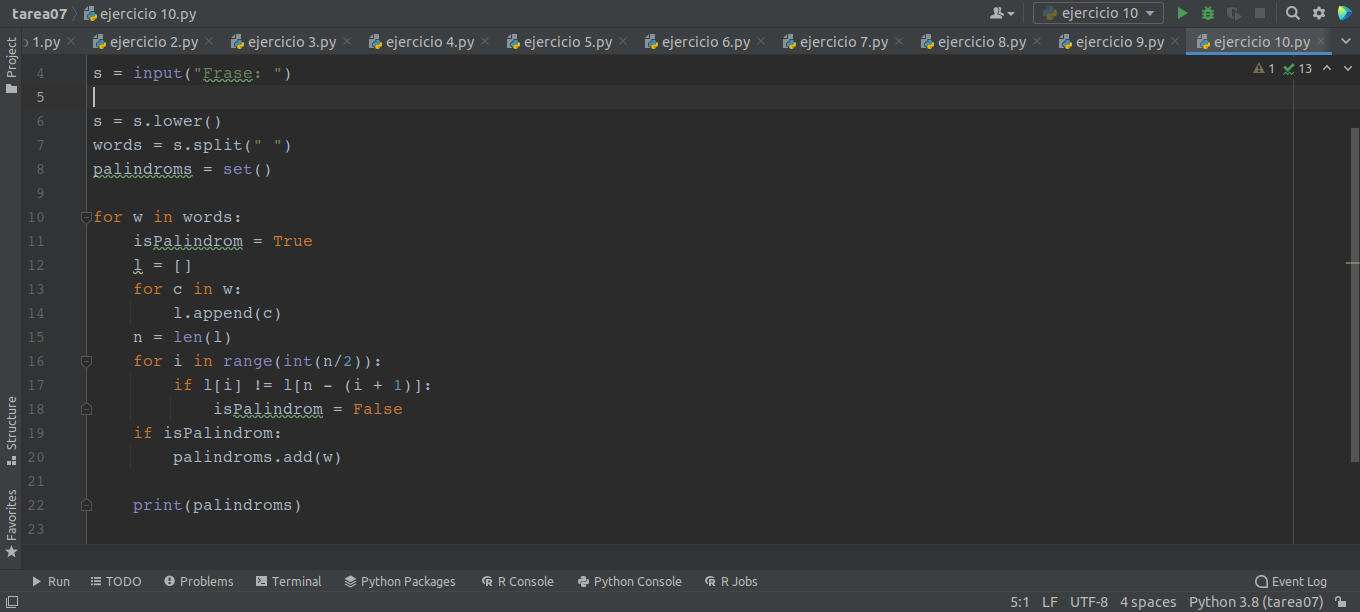 tarea07 ejercicio 10.py ejercicio 10
1.py ejercicio 2.py ejercicio 3.py ejercicio 4.py ejercicio 5.py ejercicio 6.py ejercicio 7.py ejercicio 8.py ejercicio 9.py ejercicio 10.py
Project
4 s = input("Frase: ")
1 13
5
6 s = s.lower()
7 words = s.split(" ")
8 palindroms = set()
9
10 for w in words:
11     isPalindrom = True
12     l = []
13     for c in w:
14         l.append(c)
15     n = len(l)
16     for i in range(int(n/2)):
17         if l[i] != l[n - (i + 1)]:
18             isPalindrom = False
19     if isPalindrom:
20         palindroms.add(w)
21
22     print(palindroms)
23
Structure
Favorites
Run TODO Problems Terminal Python Packages R Console Python Console R Jobs Event Log
5:1 LF UTF-8 4 spaces Python 3.8 (tarea07)